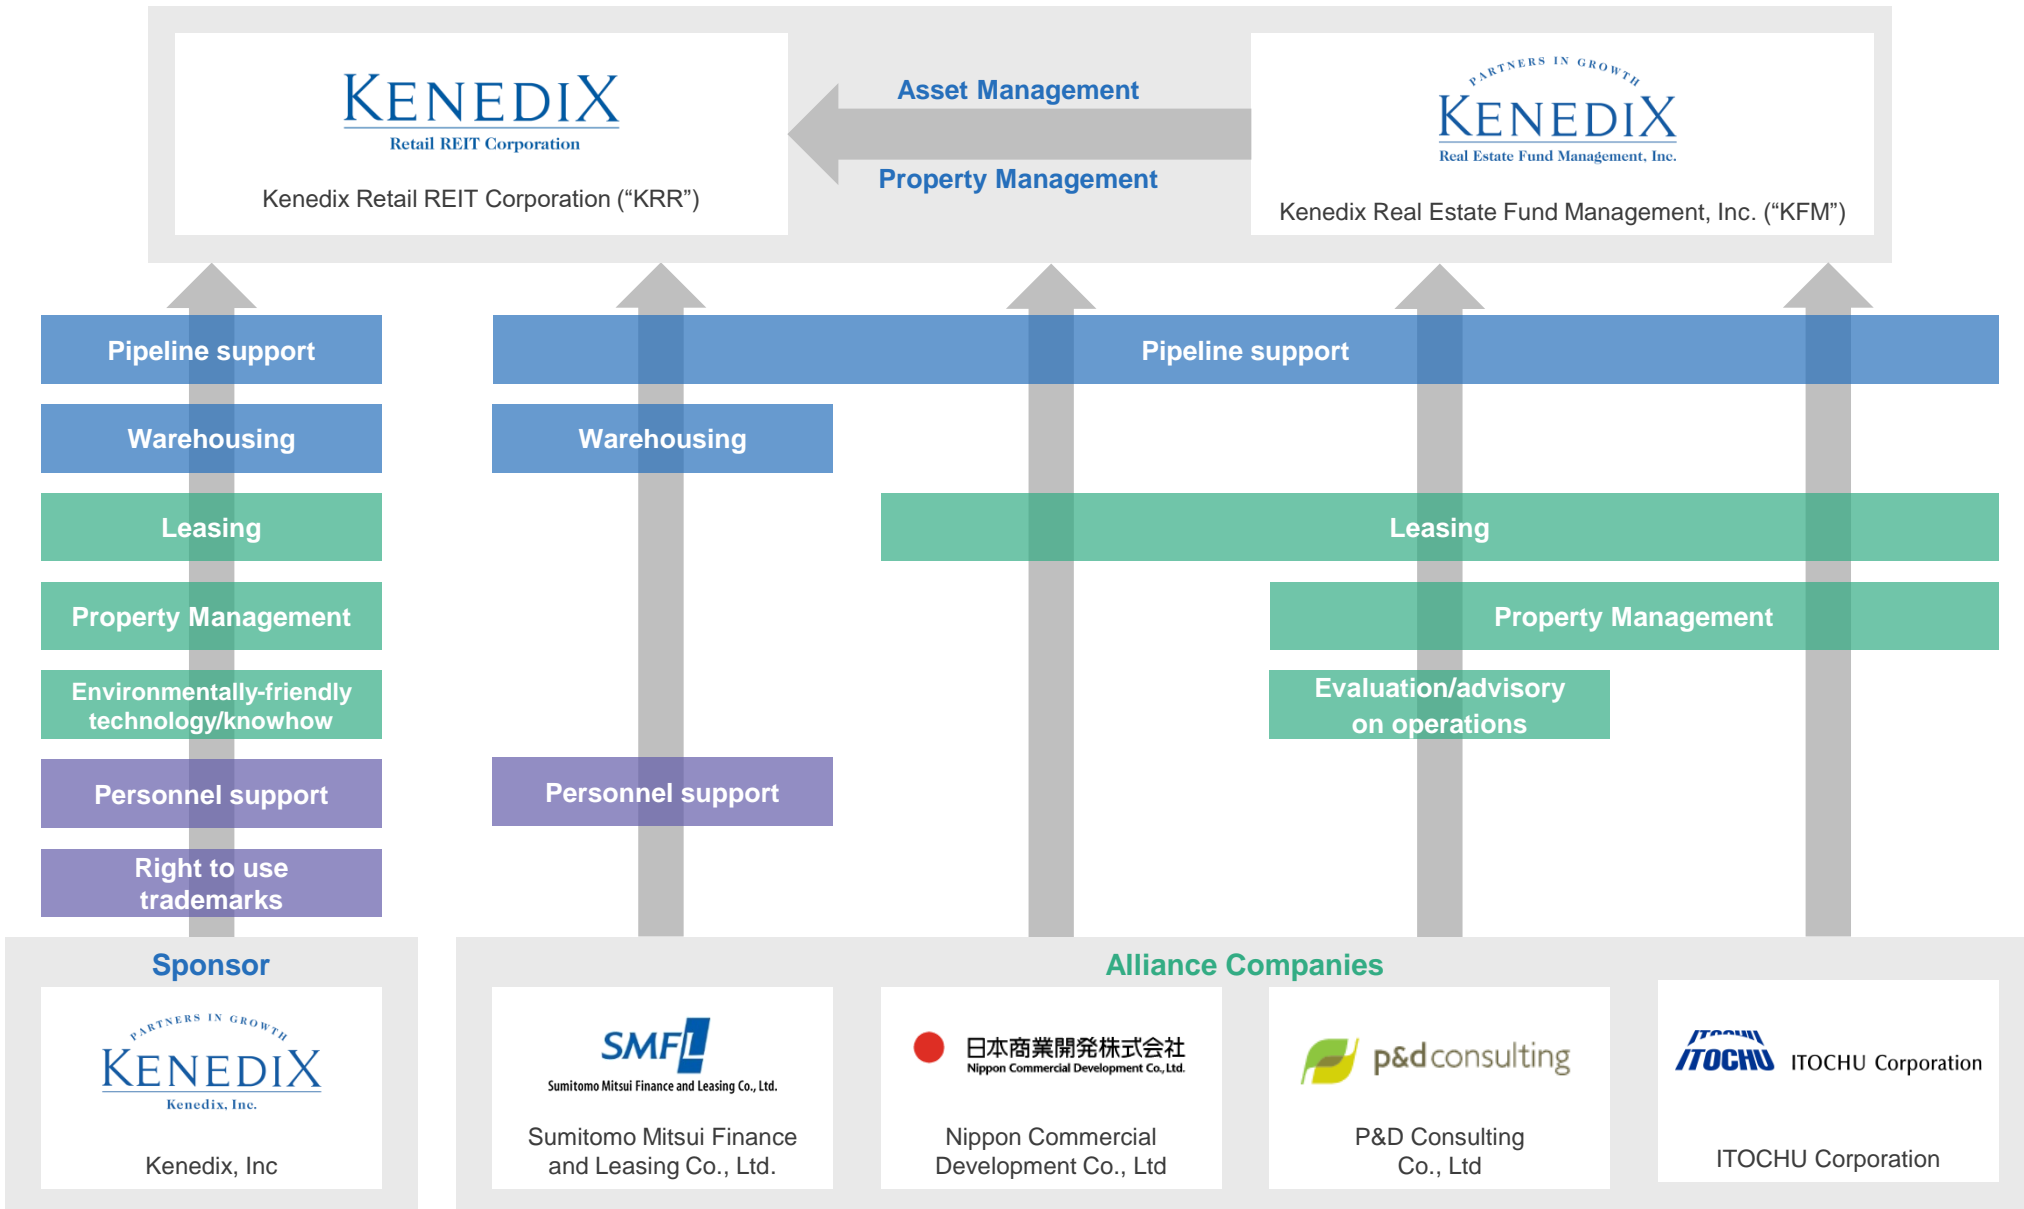 KENEDIX
Retail REIT Corporation
Kenedix Retail REIT Corporation (“KRR”)
Asset Management
Property Management
PARTNERS IN GROWTH
KENEDIX
Real Estate Fund Management, Inc.
Kenedix Real Estate Fund Management, Inc. (“KFM”)
Pipeline support
Pipeline support
Warehousing
Warehousing
Leasing
Leasing
Property Management
Property Management
Environmentally-friendly
technology/knowhow
Evaluation/advisory
on operations
Personnel support
Personnel support
Right to use
trademarks
Sponsor
PARTNERS IN GROWTH
KENEDIX
Kenedix, Inc.
Kenedix, Inc
Alliance Companies
SMFL
Sumitomo Mitsui Finance and Leasing Co., Ltd.
Sumitomo Mitsui Finance
and Leasing Co., Ltd.
日本商業開発株式会社
Nippon Commercial Development Co., Ltd.
Nippon Commercial
Development Co., Ltd
p&d consulting
P&D Consulting
Co., Ltd
ITOCHU
ITOCHU
ITOCHU Corporation
ITOCHU Corporation